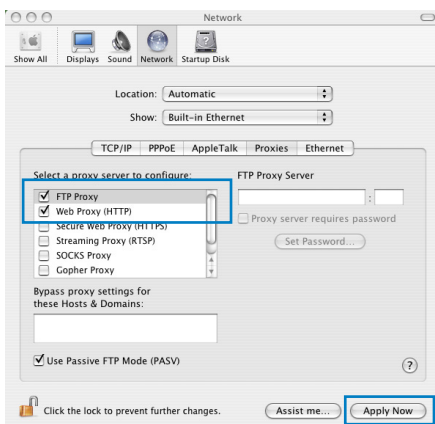 Network
Show All Displays Sound Network Startup Disk
Location: Automatic
Show: Built-in Ethernet
TCP/IP PPPoE AppleTalk Proxies Ethernet
Select a proxy server to configure: FTP Proxy Server
FTP Proxy :
Web Proxy (HTTP) Proxy server requires password
Secure Web Proxy (HTTPS)
Streaming Proxy (RTSP) Set Password...
SOCKS Proxy
Gopher Proxy
Bypass proxy settings for
these Hosts & Domains:
Use Passive FTP Mode (PASV) ?
Click the lock to prevent further changes. Assist me... Apply Now